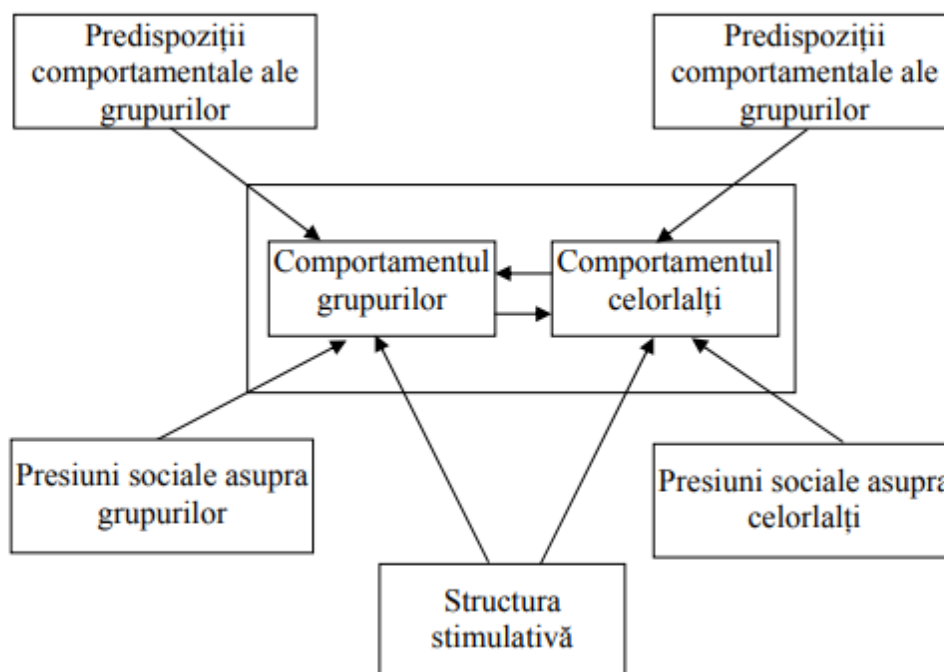 Predispoziții
comportamentale ale
grupurilor
Predispoziții
comportamentale ale
grupurilor
Comportamentul
grupurilor
Comportamentul
celorlalți
Presiuni sociale asupra
grupurilor
Presiuni sociale asupra
celorlalți
Structura
stimulativă